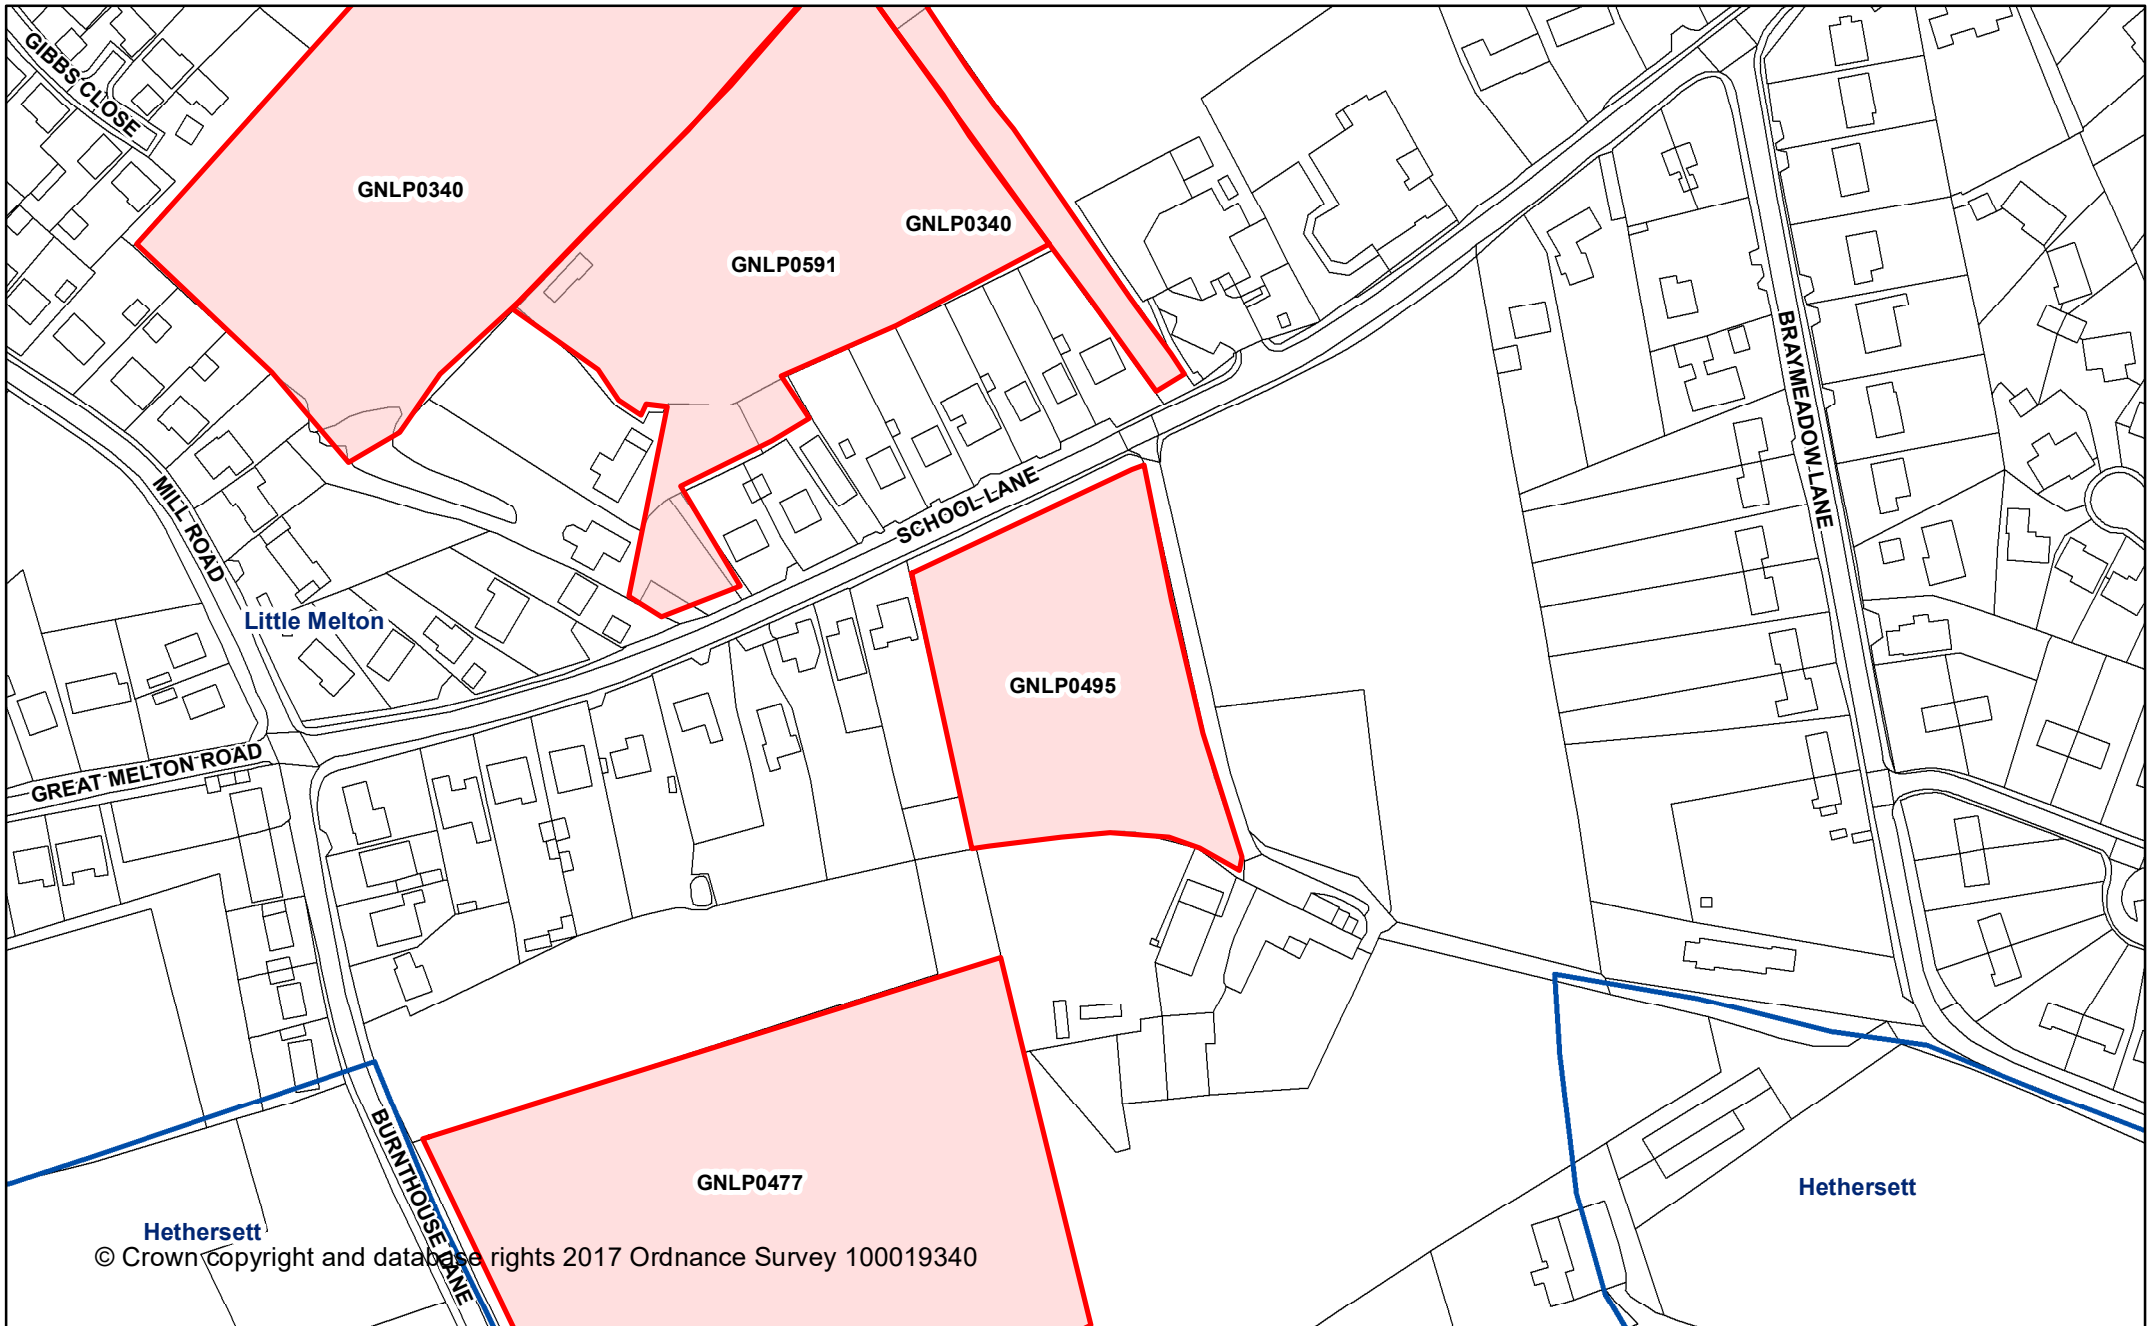 GIBBS CLOSE
GNLP0340
GNLP0340
GNLP0591
BRAYMEADOW LANE
SCHOOL LANE
MILL ROAD
Little Melton
GNLP0495
GREAT MELTON ROAD
BURNTHOUSE LANE
GNLP0477
Hethersett
Hethersett
© Crown copyright and database rights 2017 Ordnance Survey 100019340